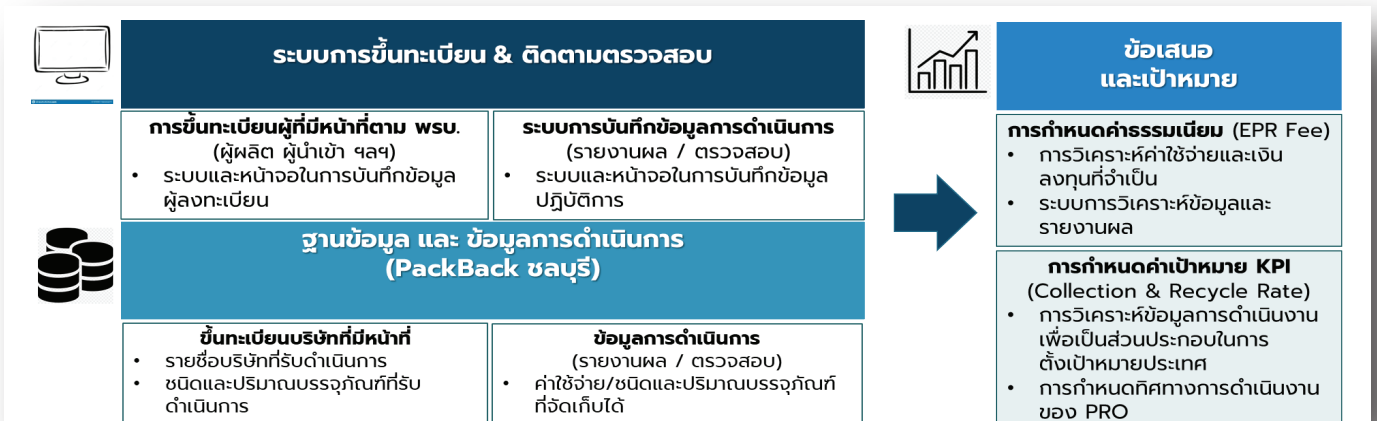 ระบบการขึ้นทะเบียน & ติดตามตรวจสอบ
การขึ้นทะเบียนผู้ที่มีหน้าที่ตาม พรบ.
(ผู้ผลิต ผู้นำเข้า ฯลฯ)
• ระบบและหน้าจอในการบันทึกข้อมูล
ผู้ลงทะเบียน
ระบบการบันทึกข้อมูลการดำเนินการ
(รายงานผล / ตรวจสอบ)
• ระบบและหน้าจอในการบันทึกข้อมูล
ปฏิบัติการ
ฐานข้อมูล และ ข้อมูลการดำเนินการ
(PackBack ชลบุรี)
ขึ้นทะเบียนบริษัทที่มีหน้าที่
• รายชื่อบริษัทที่รับดำเนินการ
• ชนิดและปริมาณบรรจุภัณฑ์ที่รับ
ดำเนินการ
ข้อมูลการดำเนินการ
(รายงานผล / ตรวจสอบ)
• ค่าใช้จ่าย/ชนิดและปริมาณบรรจุภัณฑ์
ที่จัดเก็บได้
ข้อเสนอ
และเป้าหมาย
การกำหนดค่าธรรมเนียม (EPR Fee)
• การวิเคราะห์ค่าใช้จ่ายและเงิน
ลงทุนที่จำเป็น
• ระบบการวิเคราะห์ข้อมูลและ
รายงานผล
การกำหนดค่าเป้าหมาย KPI
(Collection & Recycle Rate)
• การวิเคราะห์ข้อมูลการดำเนินงาน
เพื่อเป็นส่วนประกอบในการ
ตั้งเป้าหมายประเทศ
• การกำหนดทิศทางการดำเนินงาน
ของ PRO